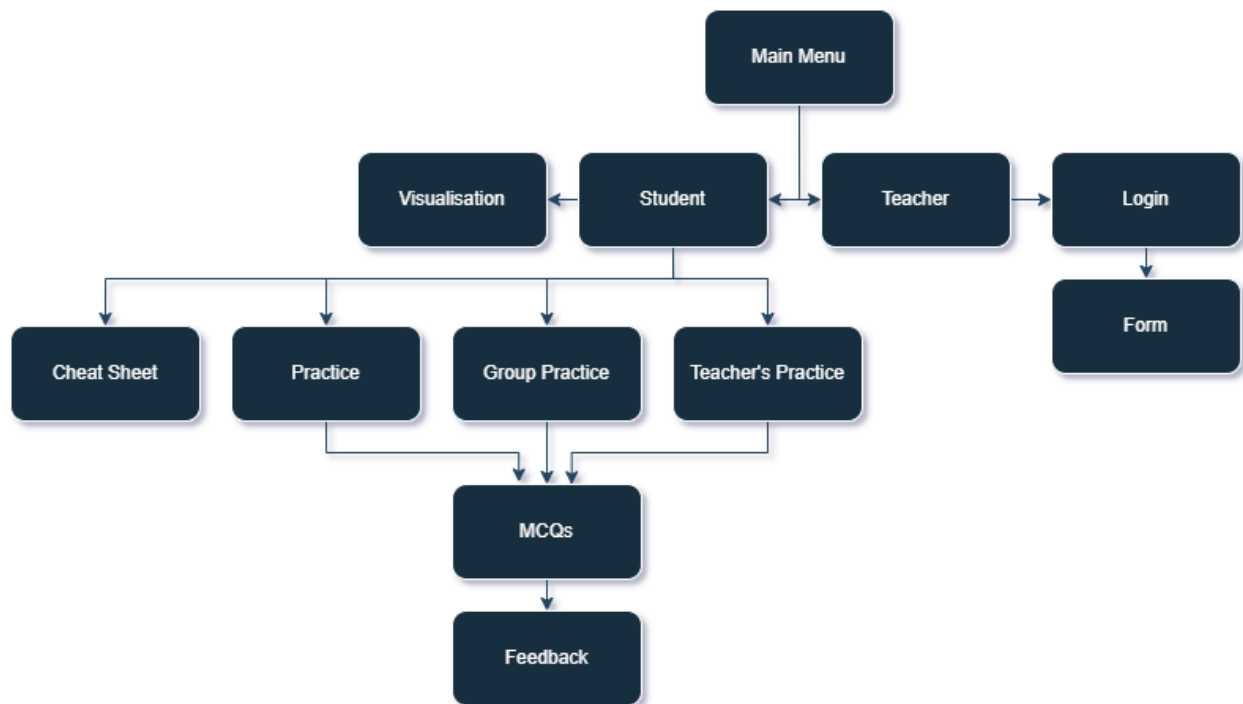 Main Menu
Visualisation
Student
Teacher
Login
Form
Cheat Sheet
Practice
Group Practice
Teacher's Practice
MCQs
Feedback